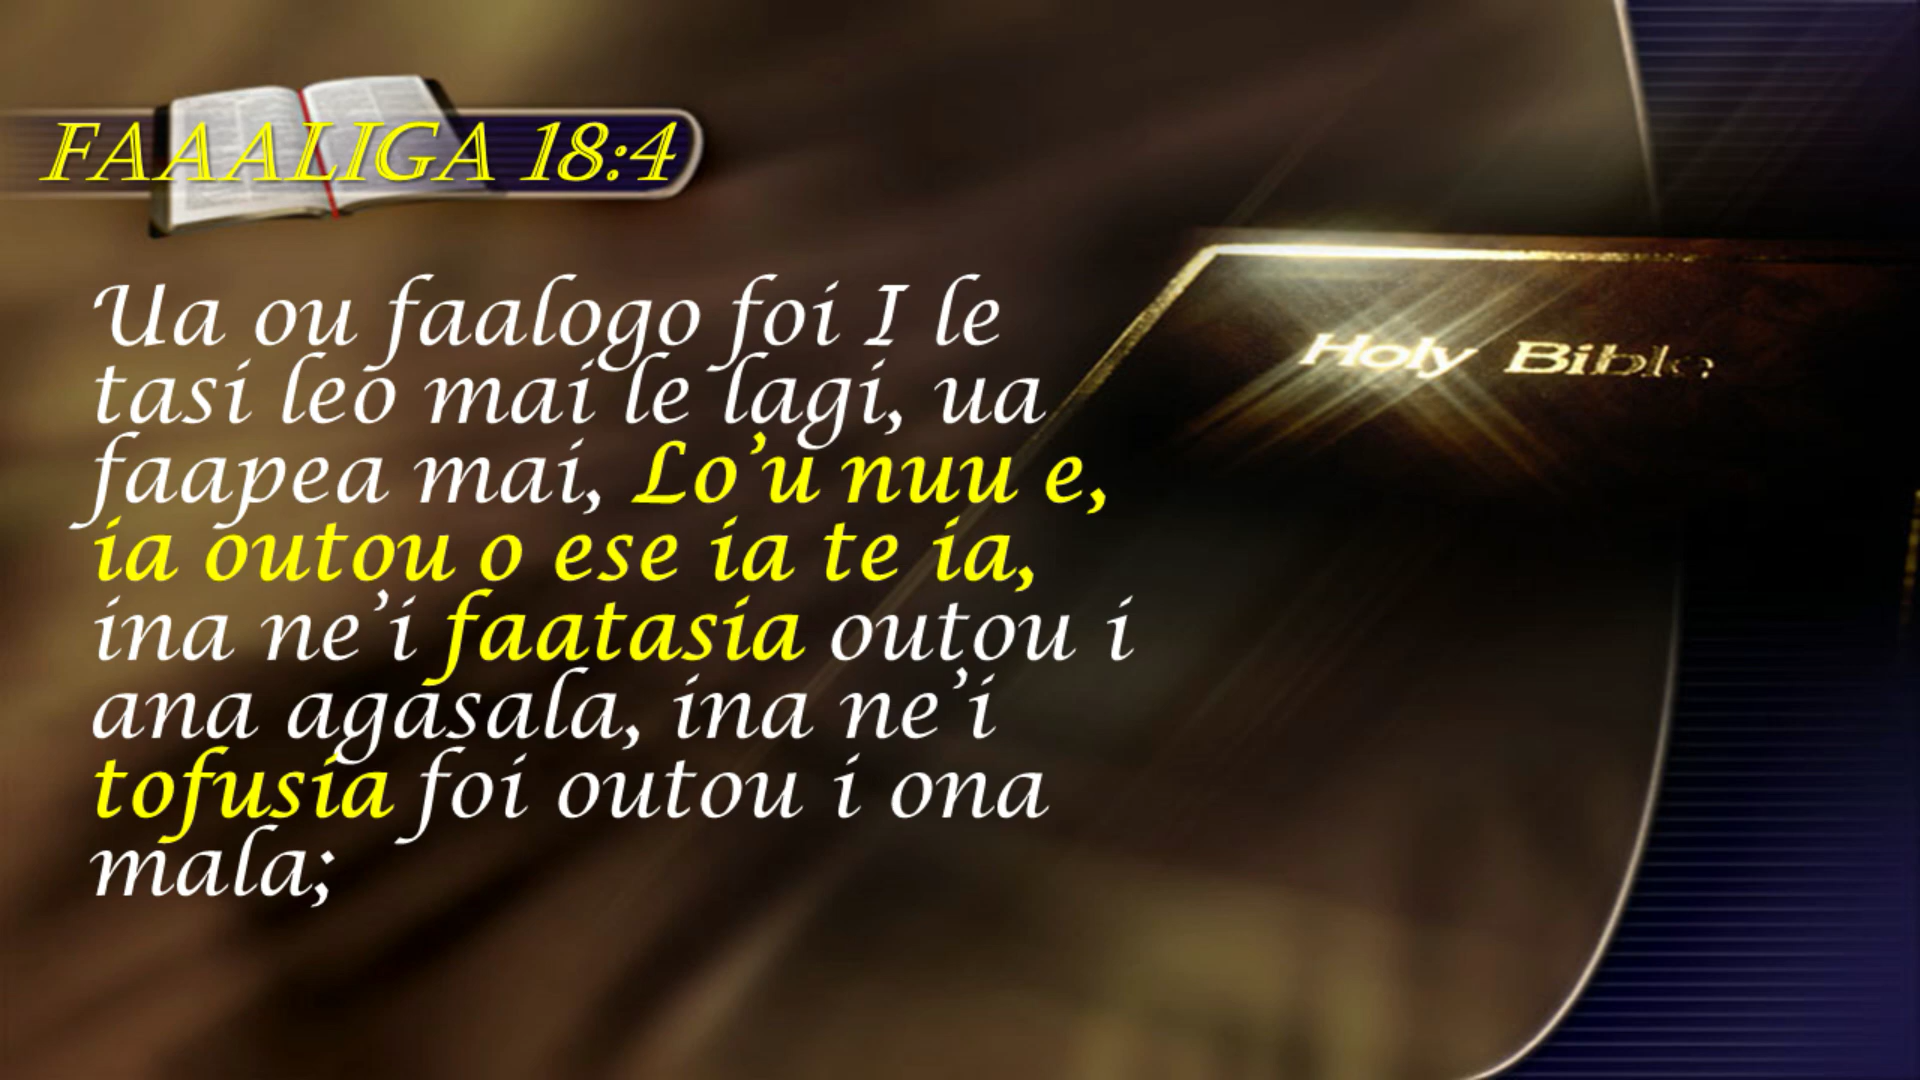 FAAALIGA 18:4
Ua ou faalogo foi I le
tasi leo mai le lagi, ua
faapea mai, Lo’u nuu e,
ia outou o ese ia te ia,
ina ne’i faatasia outou i
ana agasala, ina ne’i
tofusia foi outou i ona
mala;
Holy Bible